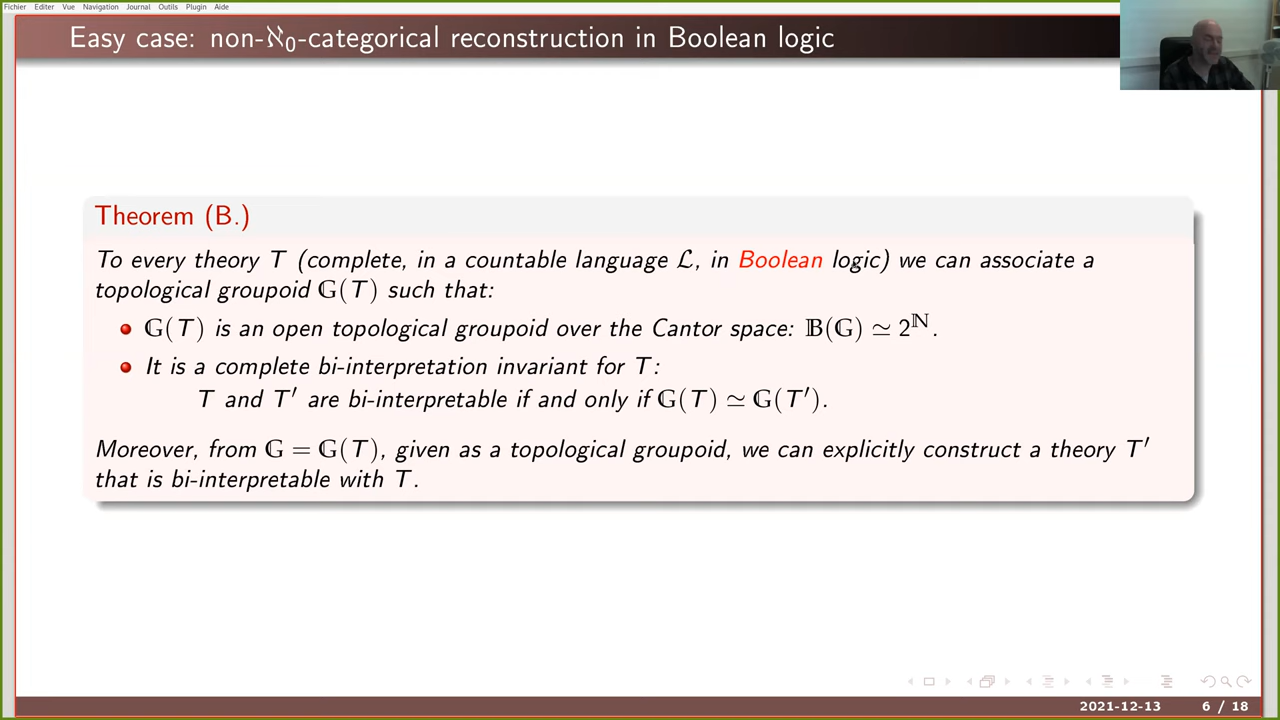 Fichier Editer Vue Navigation Journal Outils Plugin Aide
Easy case: non-ℵ₀-categorical reconstruction in Boolean logic
Theorem (B.)
To every theory T (complete, in a countable language ℒ, in Boolean logic) we can associate a
topological groupoid 𝔾(T) such that:
𝔾(T) is an open topological groupoid over the Cantor space: 𝔹(𝔾) ≃ 2^ℕ.
It is a complete bi-interpretation invariant for T:
T and T′ are bi-interpretable if and only if 𝔾(T) ≃ 𝔾(T′).
Moreover, from 𝔾 = 𝔾(T), given as a topological groupoid, we can explicitly construct a theory T′
that is bi-interpretable with T.
2021-12-13 6 / 18